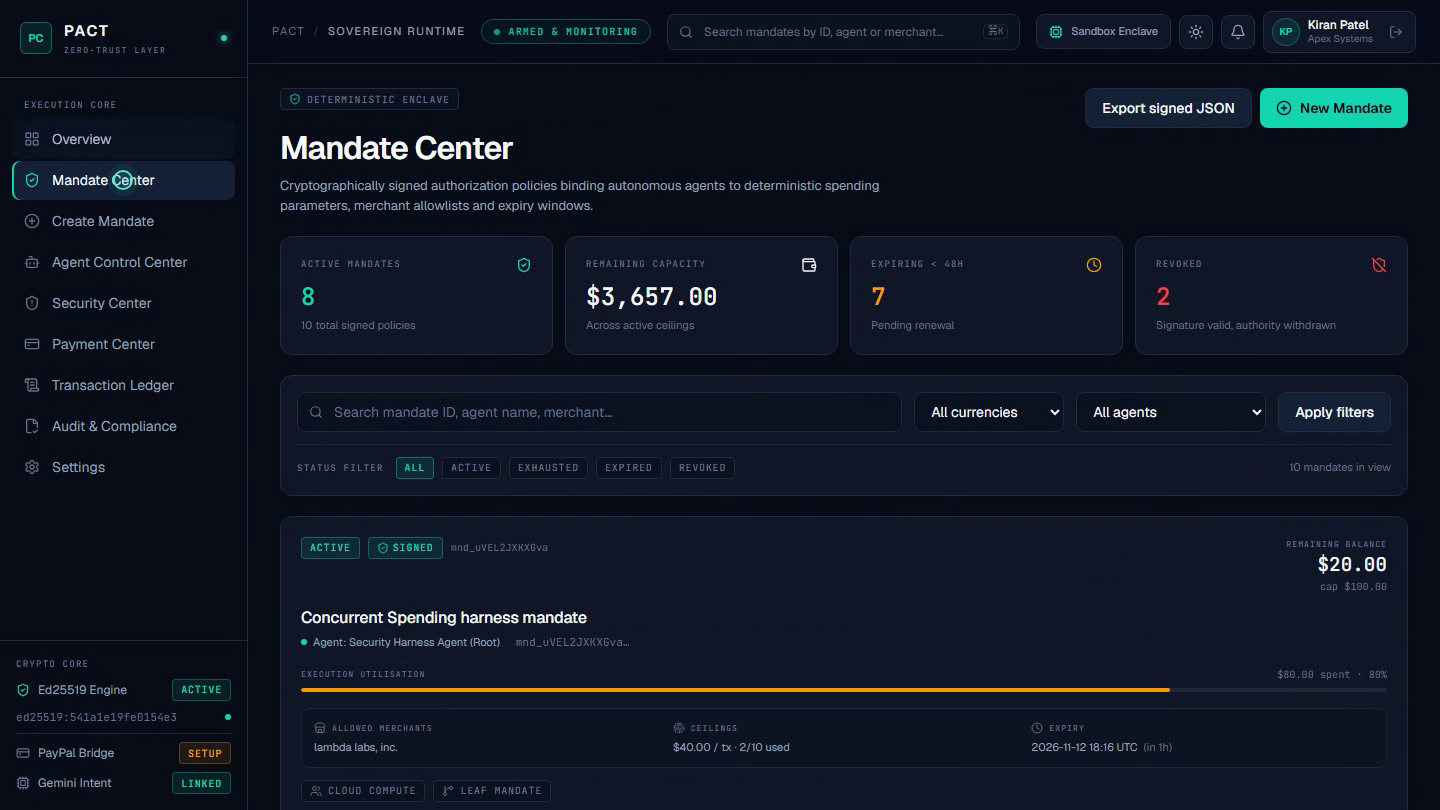 PC
PACT
ZERO-TRUST LAYER
EXECUTION CORE
Overview
Mandate Center
Create Mandate
Agent Control Center
Security Center
Payment Center
Transaction Ledger
Audit & Compliance
Settings
CRYPTO CORE
Ed25519 Engine ACTIVE
ed25519:541a1e19fe0154e3
PayPal Bridge SETUP
Gemini Intent LINKED
PACT / SOVEREIGN RUNTIME
ARMED & MONITORING
Search mandates by ID, agent or merchant… ⌘K
Sandbox Enclave
KP
Kiran Patel
Apex Systems
DETERMINISTIC ENCLAVE
Export signed JSON
New Mandate
Mandate Center
Cryptographically signed authorization policies binding autonomous agents to deterministic spending
parameters, merchant allowlists and expiry windows.
ACTIVE MANDATES
8
10 total signed policies
REMAINING CAPACITY
$3,657.00
Across active ceilings
EXPIRING < 48H
7
Pending renewal
REVOKED
2
Signature valid, authority withdrawn
Search mandate ID, agent name, merchant…
All currencies
All agents
Apply filters
STATUS FILTER ALL ACTIVE EXHAUSTED EXPIRED REVOKED
10 mandates in view
ACTIVE SIGNED mnd_uVEL2JXKXGva
REMAINING BALANCE
$20.00
cap $100.00
Concurrent Spending harness mandate
Agent: Security Harness Agent (Root) mnd_uVEL2JXKXGva…
EXECUTION UTILISATION
$80.00 spent · 80%
ALLOWED MERCHANTS
lambda labs, inc.
CEILINGS
$40.00 / tx · 2/10 used
EXPIRY
2026-11-12 18:16 UTC (in 1h)
CLOUD COMPUTE
LEAF MANDATE